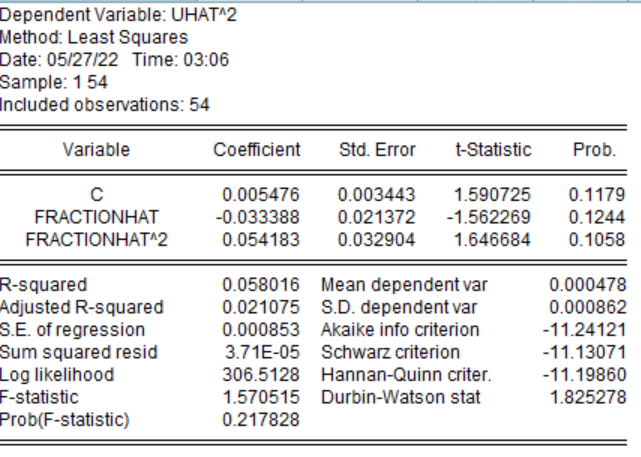 Dependent Variable: UHAT^2
Method: Least Squares
Date: 05/27/22 Time: 03:06
Sample: 1 54
Included observations: 54
Variable Coefficient Std. Error t-Statistic Prob.
C 0.005476 0.003443 1.590725 0.1179
FRACTIONHAT -0.033388 0.021372 -1.562269 0.1244
FRACTIONHAT^2 0.054183 0.032904 1.646684 0.1058
R-squared 0.058016 Mean dependent var 0.000478
Adjusted R-squared 0.021075 S.D. dependent var 0.000862
S.E. of regression 0.000853 Akaike info criterion -11.24121
Sum squared resid 3.71E-05 Schwarz criterion -11.13071
Log likelihood 306.5128 Hannan-Quinn criter. -11.19860
F-statistic 1.570515 Durbin-Watson stat 1.825278
Prob(F-statistic) 0.217828